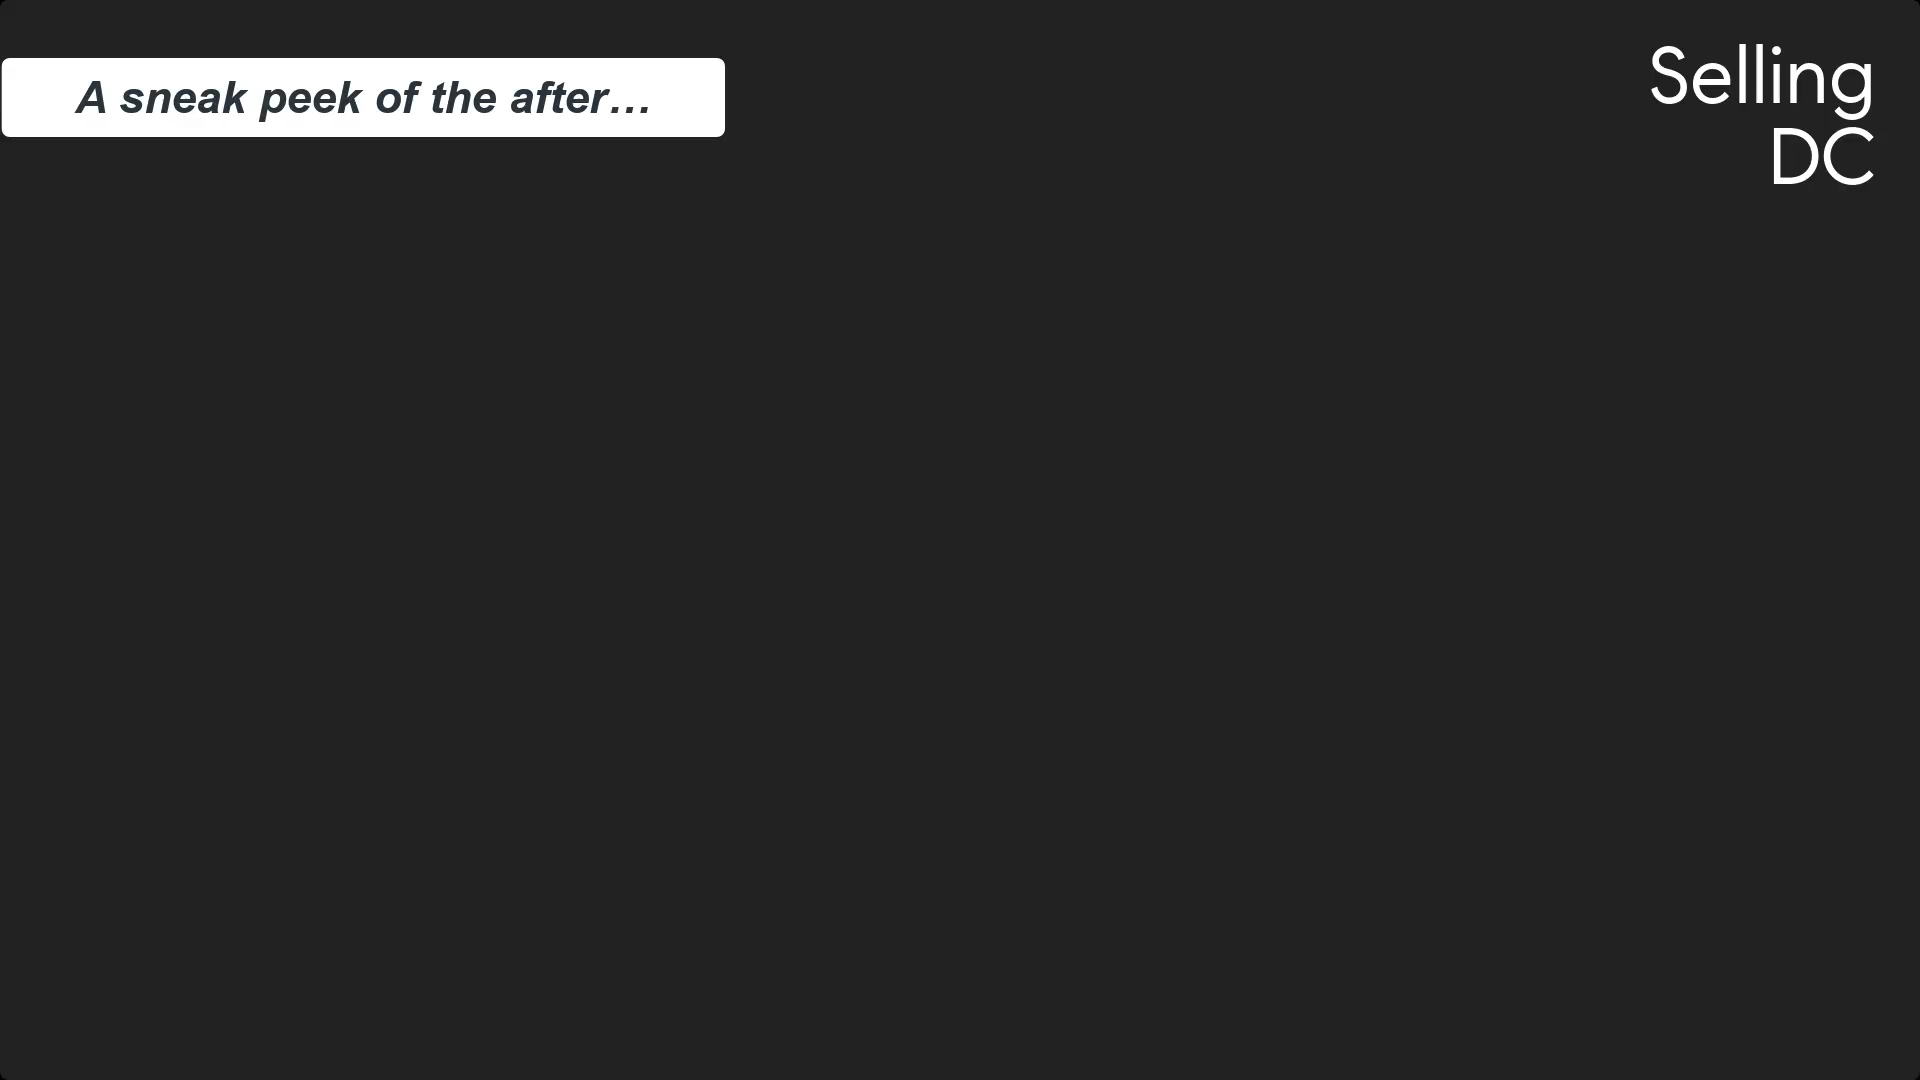 A sneak peek of the after...
Selling
DC